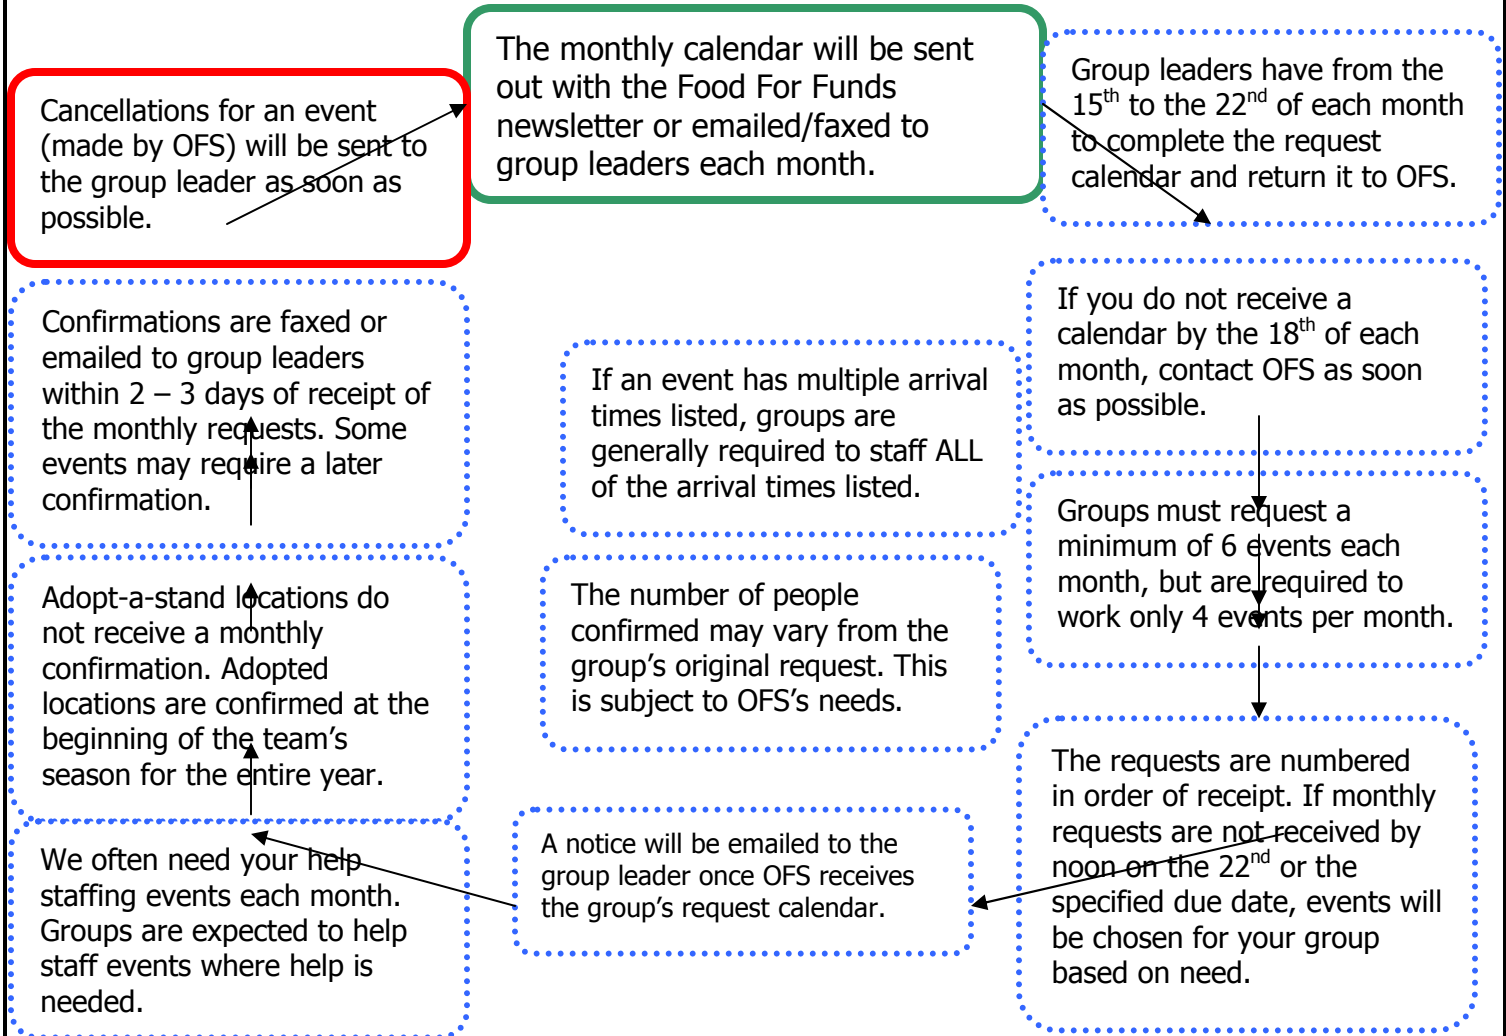 The monthly calendar will be sent
out with the Food For Funds
newsletter or emailed/faxed to
group leaders each month.
Group leaders have from the
15th to the 22nd of each month
to complete the request
calendar and return it to OFS.
If you do not receive a
calendar by the 18th of each
month, contact OFS as soon
as possible.
Groups must request a
minimum of 6 events each
month, but are required to
work only 4 events per month.
The requests are numbered
in order of receipt. If monthly
requests are not received by
noon on the 22nd or the
specified due date, events will
be chosen for your group
based on need.
A notice will be emailed to the
group leader once OFS receives
the group's request calendar.
We often need your help
staffing events each month.
Groups are expected to help
staff events where help is
needed.
Adopt-a-stand locations do
not receive a monthly
confirmation. Adopted
locations are confirmed at the
beginning of the team's
season for the entire year.
Confirmations are faxed or
emailed to group leaders
within 2 – 3 days of receipt of
the monthly requests. Some
events may require a later
confirmation.
Cancellations for an event
(made by OFS) will be sent to
the group leader as soon as
possible.
If an event has multiple arrival
times listed, groups are
generally required to staff ALL
of the arrival times listed.
The number of people
confirmed may vary from the
group's original request. This
is subject to OFS's needs.